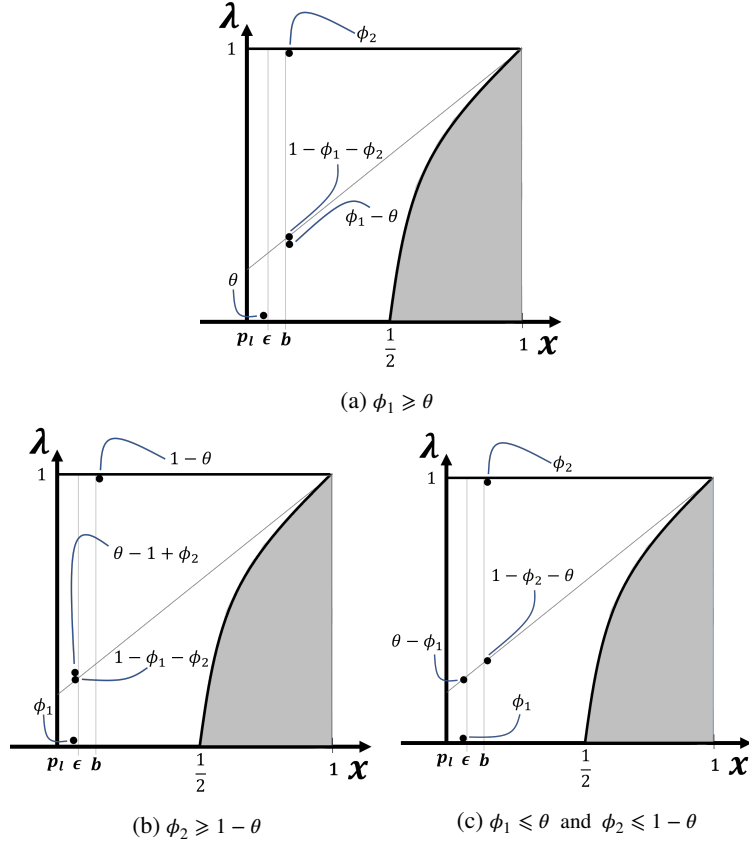 λ
1
ϕ₂
1 − ϕ₁ − ϕ₂
ϕ₁ − θ
θ
pₗ ϵ b
1/2
1
x
(a) ϕ₁ ⩾ θ
λ
1
1 − θ
θ − 1 + ϕ₂
1 − ϕ₁ − ϕ₂
ϕ₁
pₗ ϵ b
1/2
1
x
(b) ϕ₂ ⩾ 1 − θ
λ
1
ϕ₂
1 − ϕ₂ − θ
θ − ϕ₁
ϕ₁
pₗ ϵ b
1/2
1
x
(c) ϕ₁ ⩽ θ and ϕ₂ ⩽ 1 − θ